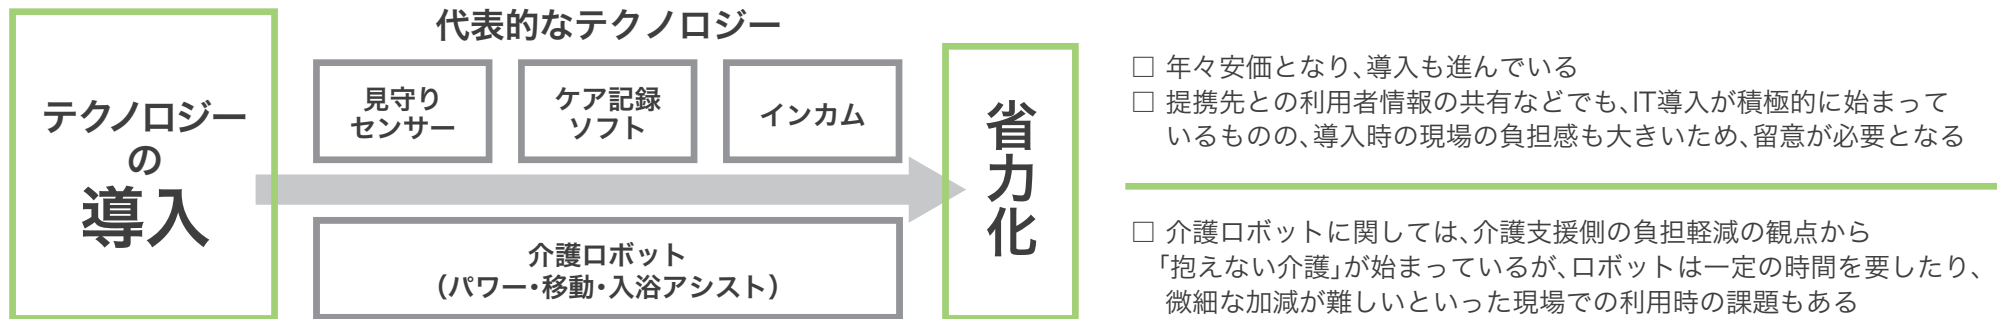 テクノロジー
の
導入
代表的なテクノロジー
見守り
センサー
ケア記録
ソフト
インカム
介護ロボット
（パワー・移動・入浴アシスト）
省力化
□ 年々安価となり、導入も進んでいる
□ 提携先との利用者情報の共有などでも、IT導入が積極的に始まって
いるものの、導入時の現場の負担感も大きいため、留意が必要となる
□ 介護ロボットに関しては、介護支援側の負担軽減の観点から
「抱えない介護」が始まっているが、ロボットは一定の時間を要したり、
微細な加減が難しいといった現場での利用時の課題もある